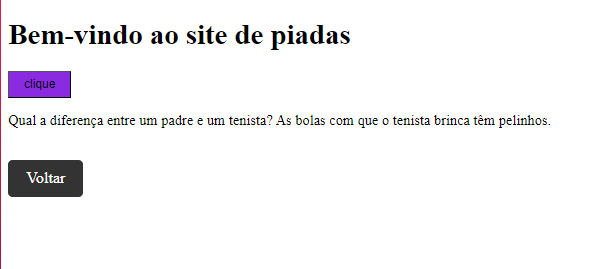 Bem-vindo ao site de piadas
clique
Qual a diferença entre um padre e um tenista? As bolas com que o tenista brinca têm pelinhos.
Voltar